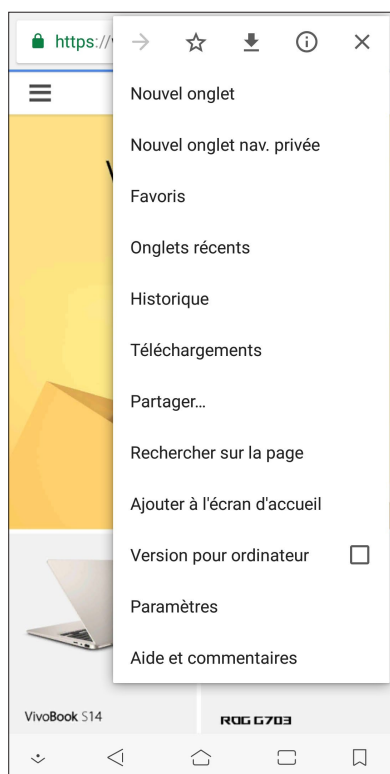 https://
Nouvel onglet
Nouvel onglet nav. privée
Favoris
Onglets récents
Historique
Téléchargements
Partager...
Rechercher sur la page
Ajouter à l'écran d'accueil
Version pour ordinateur
Paramètres
Aide et commentaires
VivoBook S14
ROG G703